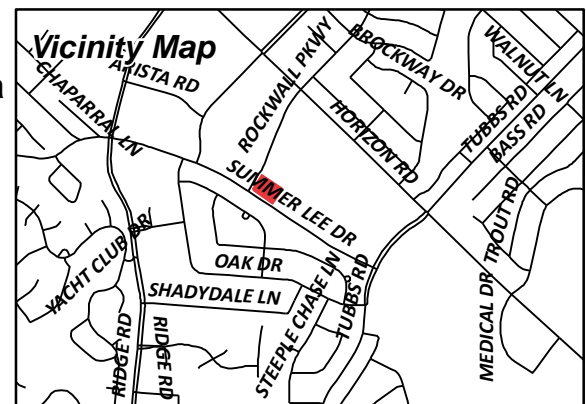 Vicinity Map
ARISTA RD
CHAPARRAL LN
ROCKWALL PKWY
BROCKWAY DR
WALNUT LN
HORIZON RD
TUBBS RD
BASS RD
SUMMER LEE DR
YACHT CLUB DR
OAK DR
SHADYDALE LN
STEEPLE CHASE LN
TUBBS RD
TROUT RD
MEDICAL DR
RIDGE RD
RIDGE RD